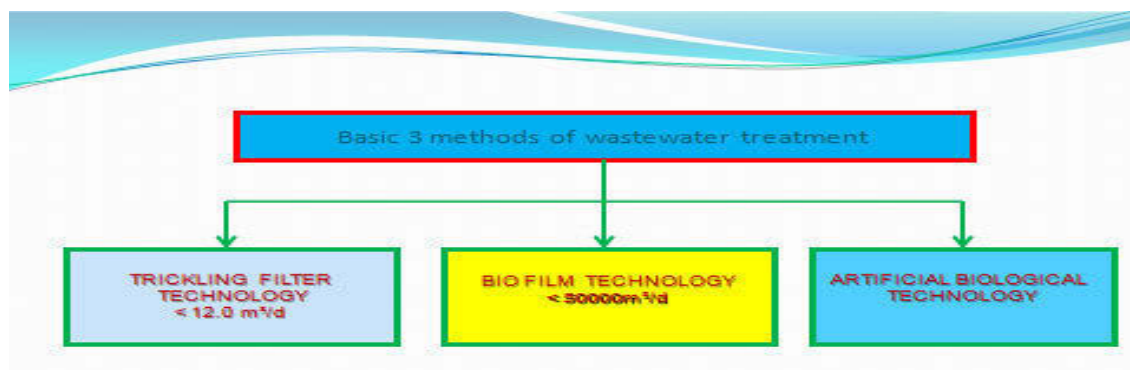 Basic 3 methods of wastewater treatment
TRICKLING FILTER
TECHNOLOGY
< 12.0 m³/d
BIO FILM TECHNOLOGY
< 50000m³/d
ARTIFICIAL BIOLOGICAL
TECHNOLOGY